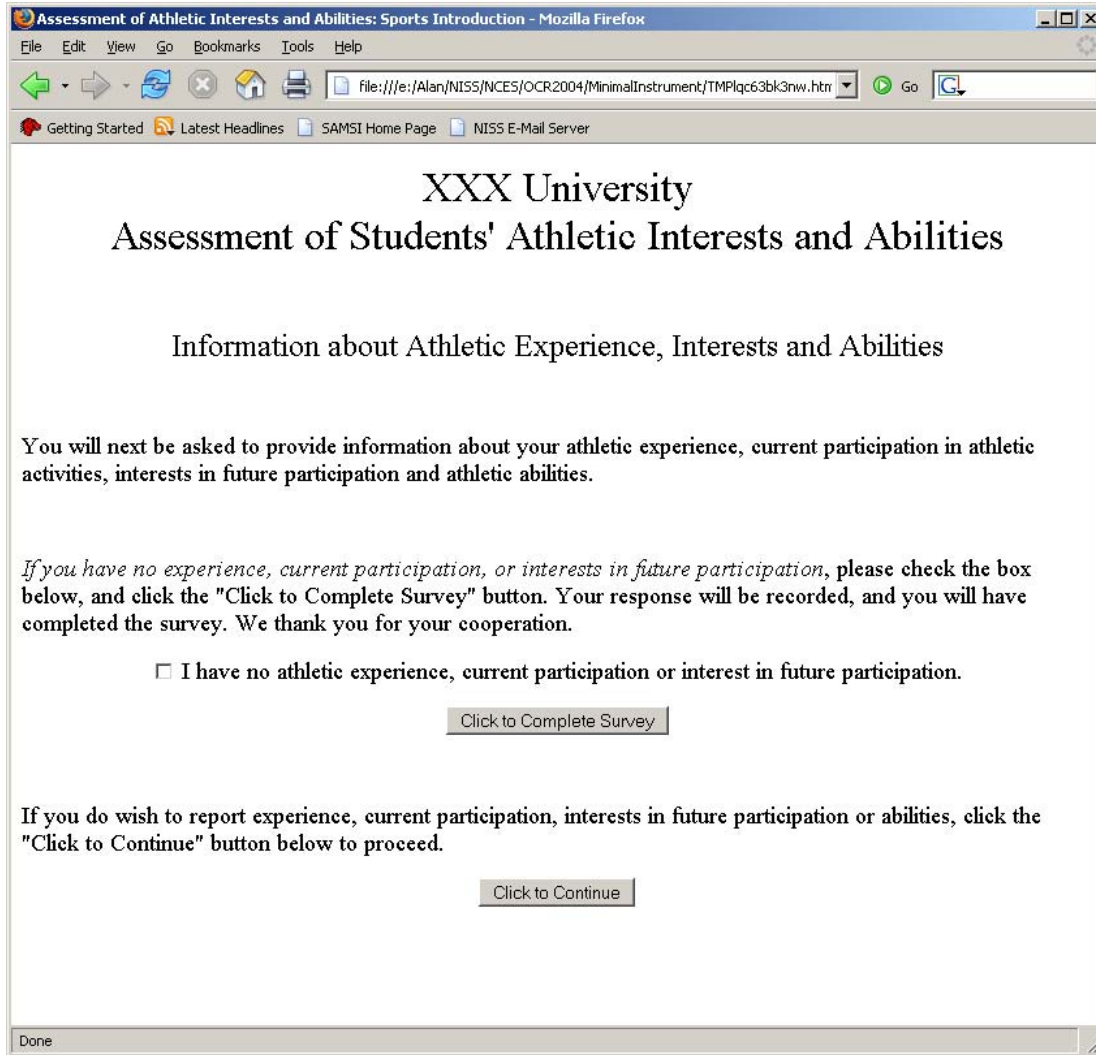 Assessment of Athletic Interests and Abilities: Sports Introduction - Mozilla Firefox
File Edit View Go Bookmarks Tools Help
file:///e:/Alan/NISS/NCES/OCR2004/MinimalInstrument/TMPlqc63bk3nw.htm Go G
Getting Started Latest Headlines SAMSI Home Page NISS E-Mail Server
XXX University
Assessment of Students' Athletic Interests and Abilities
Information about Athletic Experience, Interests and Abilities
You will next be asked to provide information about your athletic experience, current participation in athletic
activities, interests in future participation and athletic abilities.
If you have no experience, current participation, or interests in future participation, please check the box
below, and click the "Click to Complete Survey" button. Your response will be recorded, and you will have
completed the survey. We thank you for your cooperation.
I have no athletic experience, current participation or interest in future participation.
Click to Complete Survey
If you do wish to report experience, current participation, interests in future participation or abilities, click the
"Click to Continue" button below to proceed.
Click to Continue
Done